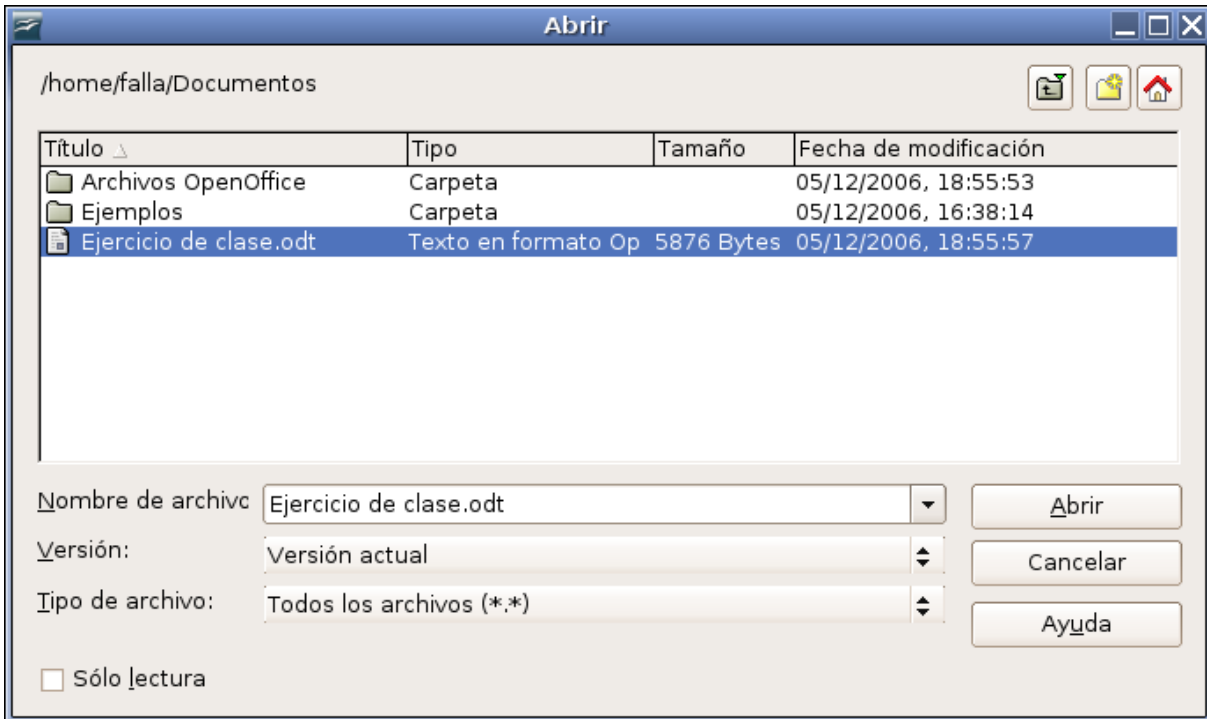 Abrir
/home/falla/Documentos
Título Tipo Tamaño Fecha de modificación
Archivos OpenOffice Carpeta 05/12/2006, 18:55:53
Ejemplos Carpeta 05/12/2006, 16:38:14
Ejercicio de clase.odt Texto en formato Op 5876 Bytes 05/12/2006, 18:55:57
Nombre de archivo Ejercicio de clase.odt Abrir
Versión: Versión actual Cancelar
Tipo de archivo: Todos los archivos (*.*) Ayuda
Sólo lectura